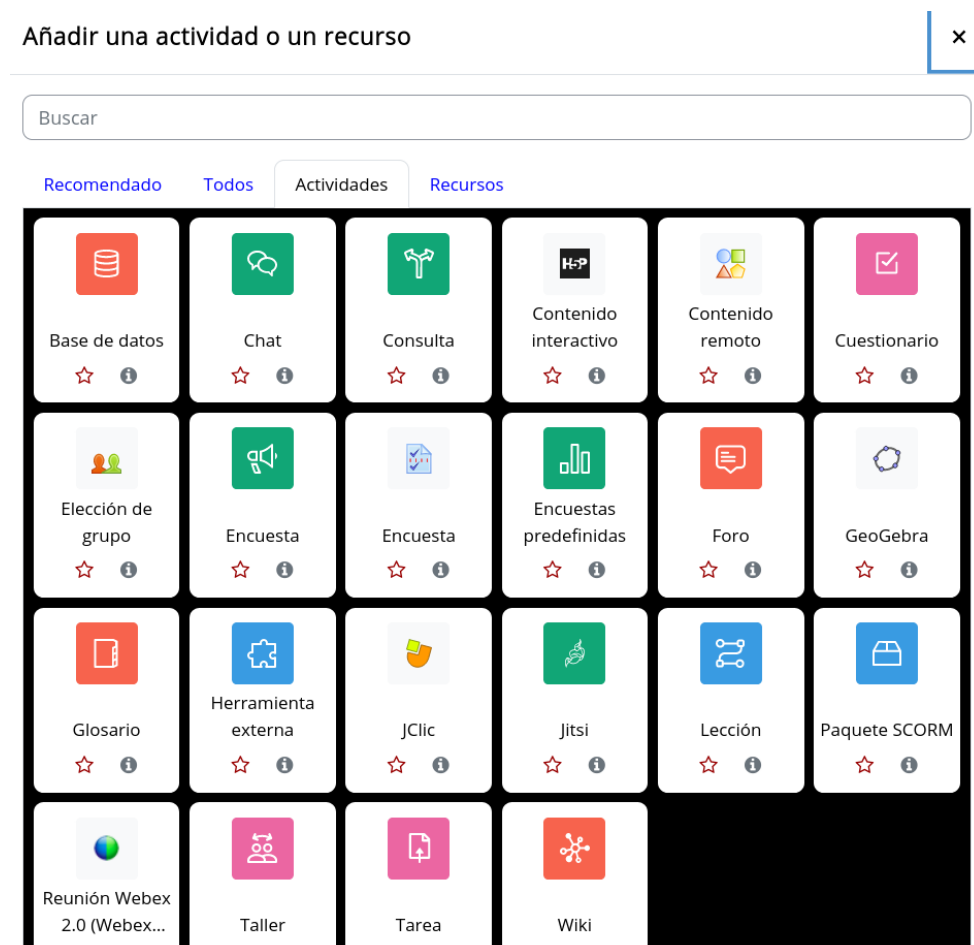 Añadir una actividad o un recurso
×
Buscar
Recomendado Todos Actividades Recursos
H5P
Base de datos
Chat
Consulta
Contenido
interactivo
Contenido
remoto
Cuestionario
Elección de
grupo
Encuesta
Encuesta
Encuestas
predefinidas
Foro
GeoGebra
Glosario
Herramienta
externa
JClic
Jitsi
Lección
Paquete SCORM
Reunión Webex
2.0 (Webex...
Taller
Tarea
Wiki